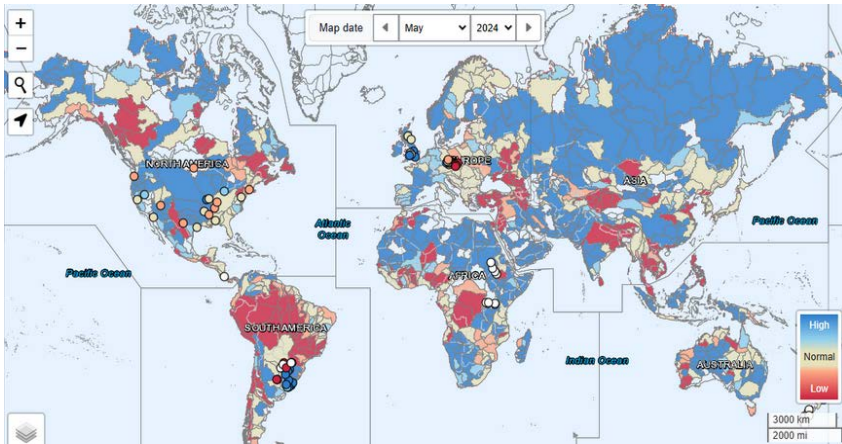 +
−
Map date
May
2024
NORTH AMERICA
EUROPE
ASIA
Atlantic
Ocean
Pacific Ocean
Pacific Ocean
AFRICA
SOUTH AMERICA
Indian Ocean
AUSTRALIA
High
Normal
Low
3000 km
2000 mi